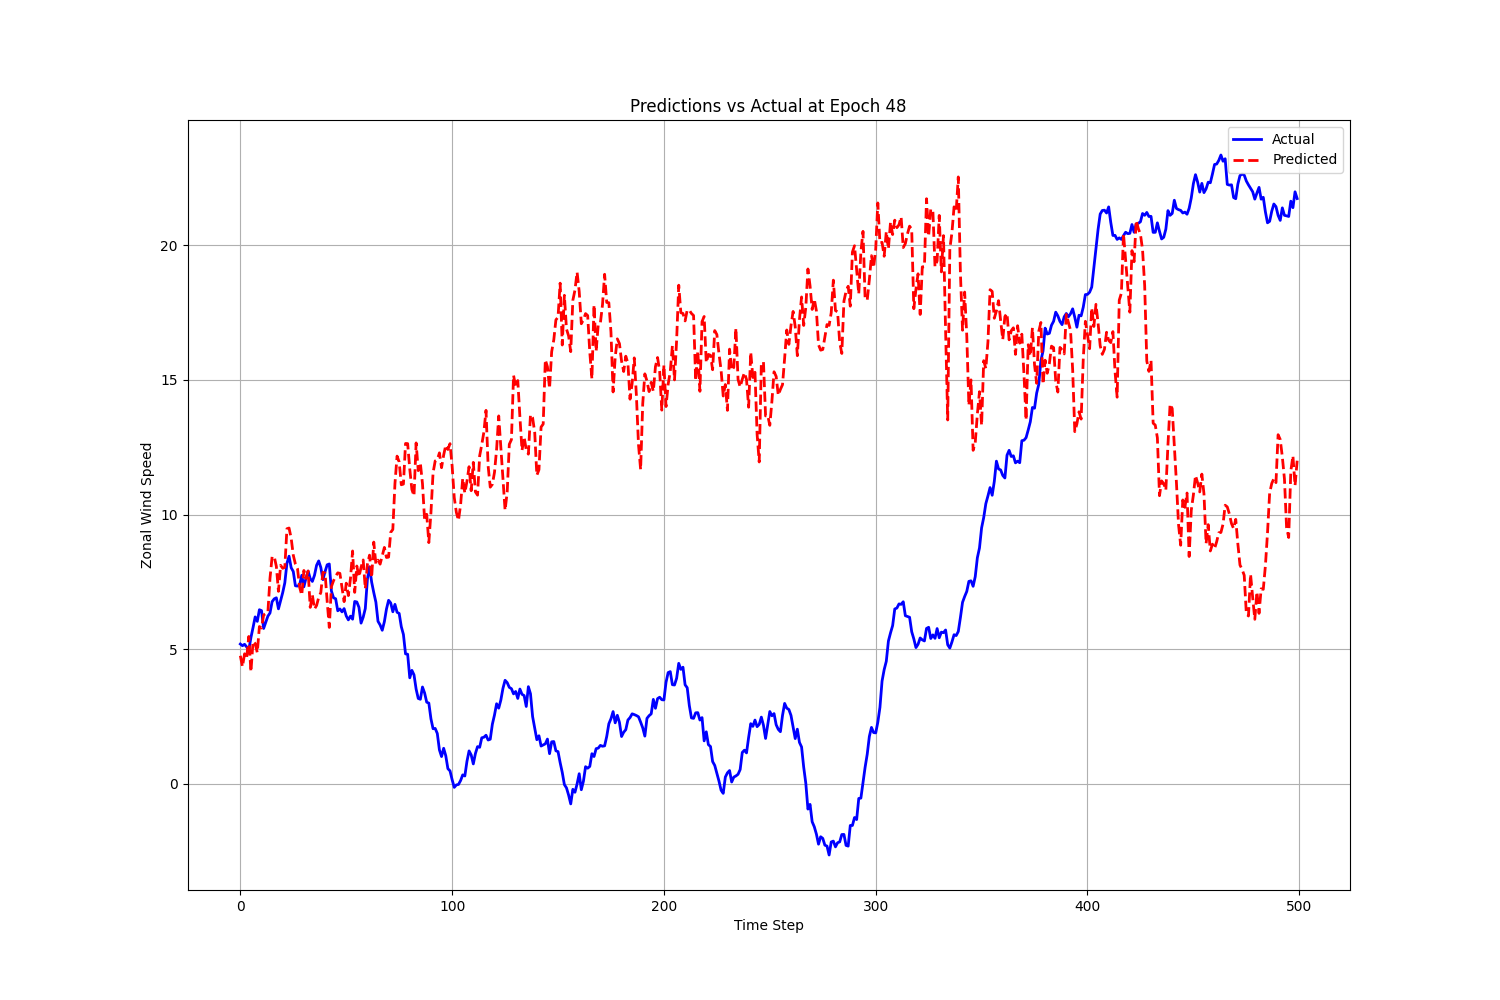 Predictions vs Actual at Epoch 48
Actual
Predicted
Zonal Wind Speed
20
15
10
5
0
0 100 200 300 400 500
Time Step